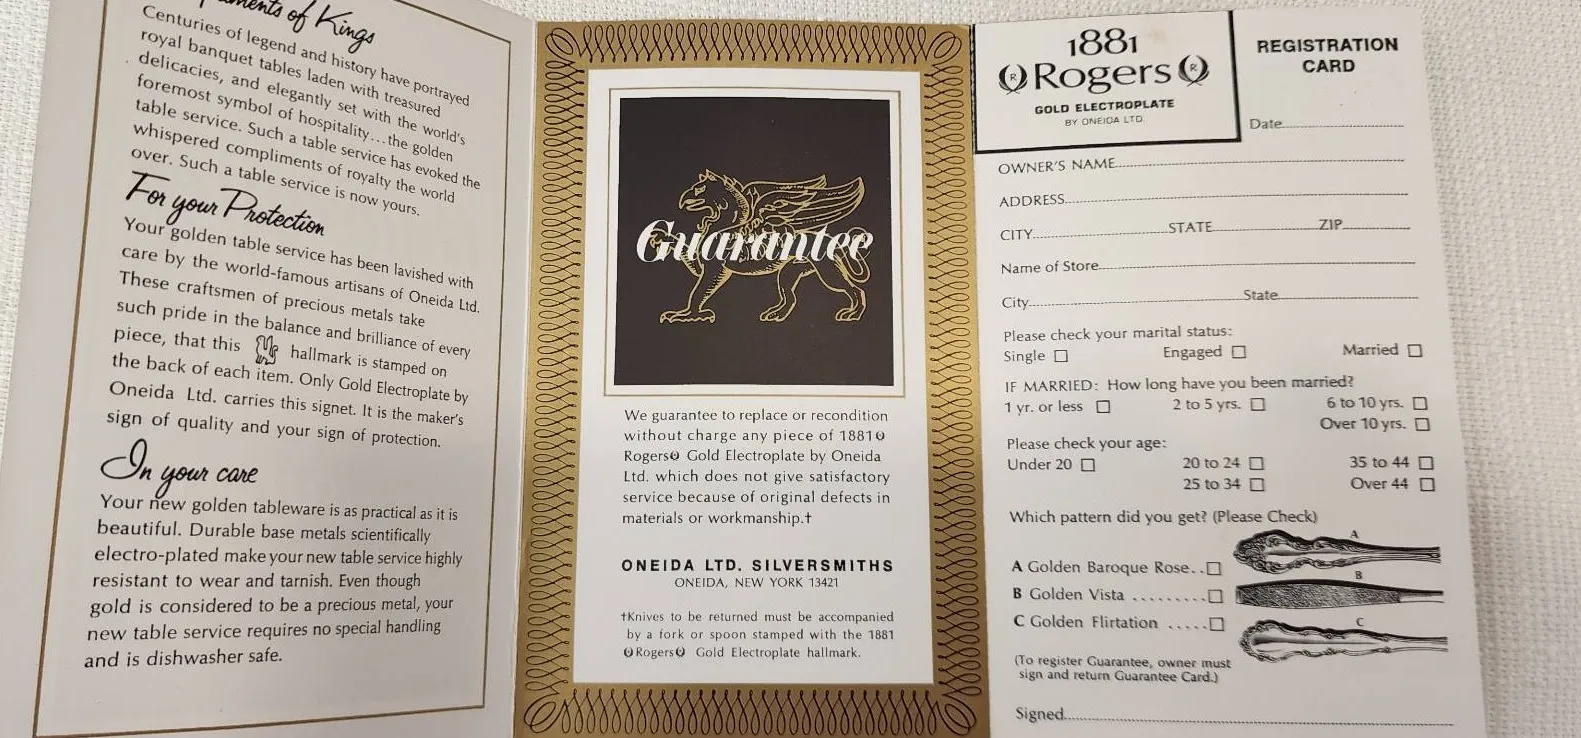 of Kings
Centuries of legend and history have portrayed
royal banquet tables laden with treasured
delicacies, and elegantly set with the world's
foremost symbol of hospitality...the golden
table service. Such a table service has evoked the
whispered compliments of royalty the world
over. Such a table service is now yours.
For your Protection
Your golden table service has been lavished with
care by the world-famous artisans of Oneida Ltd.
These craftsmen of precious metals take
such pride in the balance and brilliance of every
piece, that this hallmark is stamped on
the back of each item. Only Gold Electroplate by
Oneida Ltd. carries this signet. It is the maker's
sign of quality and your sign of protection.
In your care
Your new golden tableware is as practical as it is
beautiful. Durable base metals scientifically
electro-plated make your new table service highly
resistant to wear and tarnish. Even though
gold is considered to be a precious metal, your
new table service requires no special handling
and is dishwasher safe.
Guarantee
We guarantee to replace or recondition
without charge any piece of 1881
Rogers Gold Electroplate by Oneida
Ltd. which does not give satisfactory
service because of original defects in
materials or workmanship.†
ONEIDA LTD. SILVERSMITHS
ONEIDA, NEW YORK 13421
†Knives to be returned must be accompanied
by a fork or spoon stamped with the 1881
Rogers Gold Electroplate hallmark.
1881
R Rogers R
GOLD ELECTROPLATE
BY ONEIDA LTD.
REGISTRATION
CARD
Date
OWNER'S NAME
ADDRESS
CITY STATE ZIP
Name of Store
City State
Please check your marital status:
Single □ Engaged □ Married □
IF MARRIED: How long have you been married?
1 yr. or less □ 2 to 5 yrs. □ 6 to 10 yrs. □
Over 10 yrs. □
Please check your age:
Under 20 □ 20 to 24 □ 35 to 44 □
25 to 34 □ Over 44 □
Which pattern did you get? (Please Check)
A Golden Baroque Rose..□
B Golden Vista .........□
C Golden Flirtation .....□
A
B
C
(To register Guarantee, owner must
sign and return Guarantee Card.)
Signed